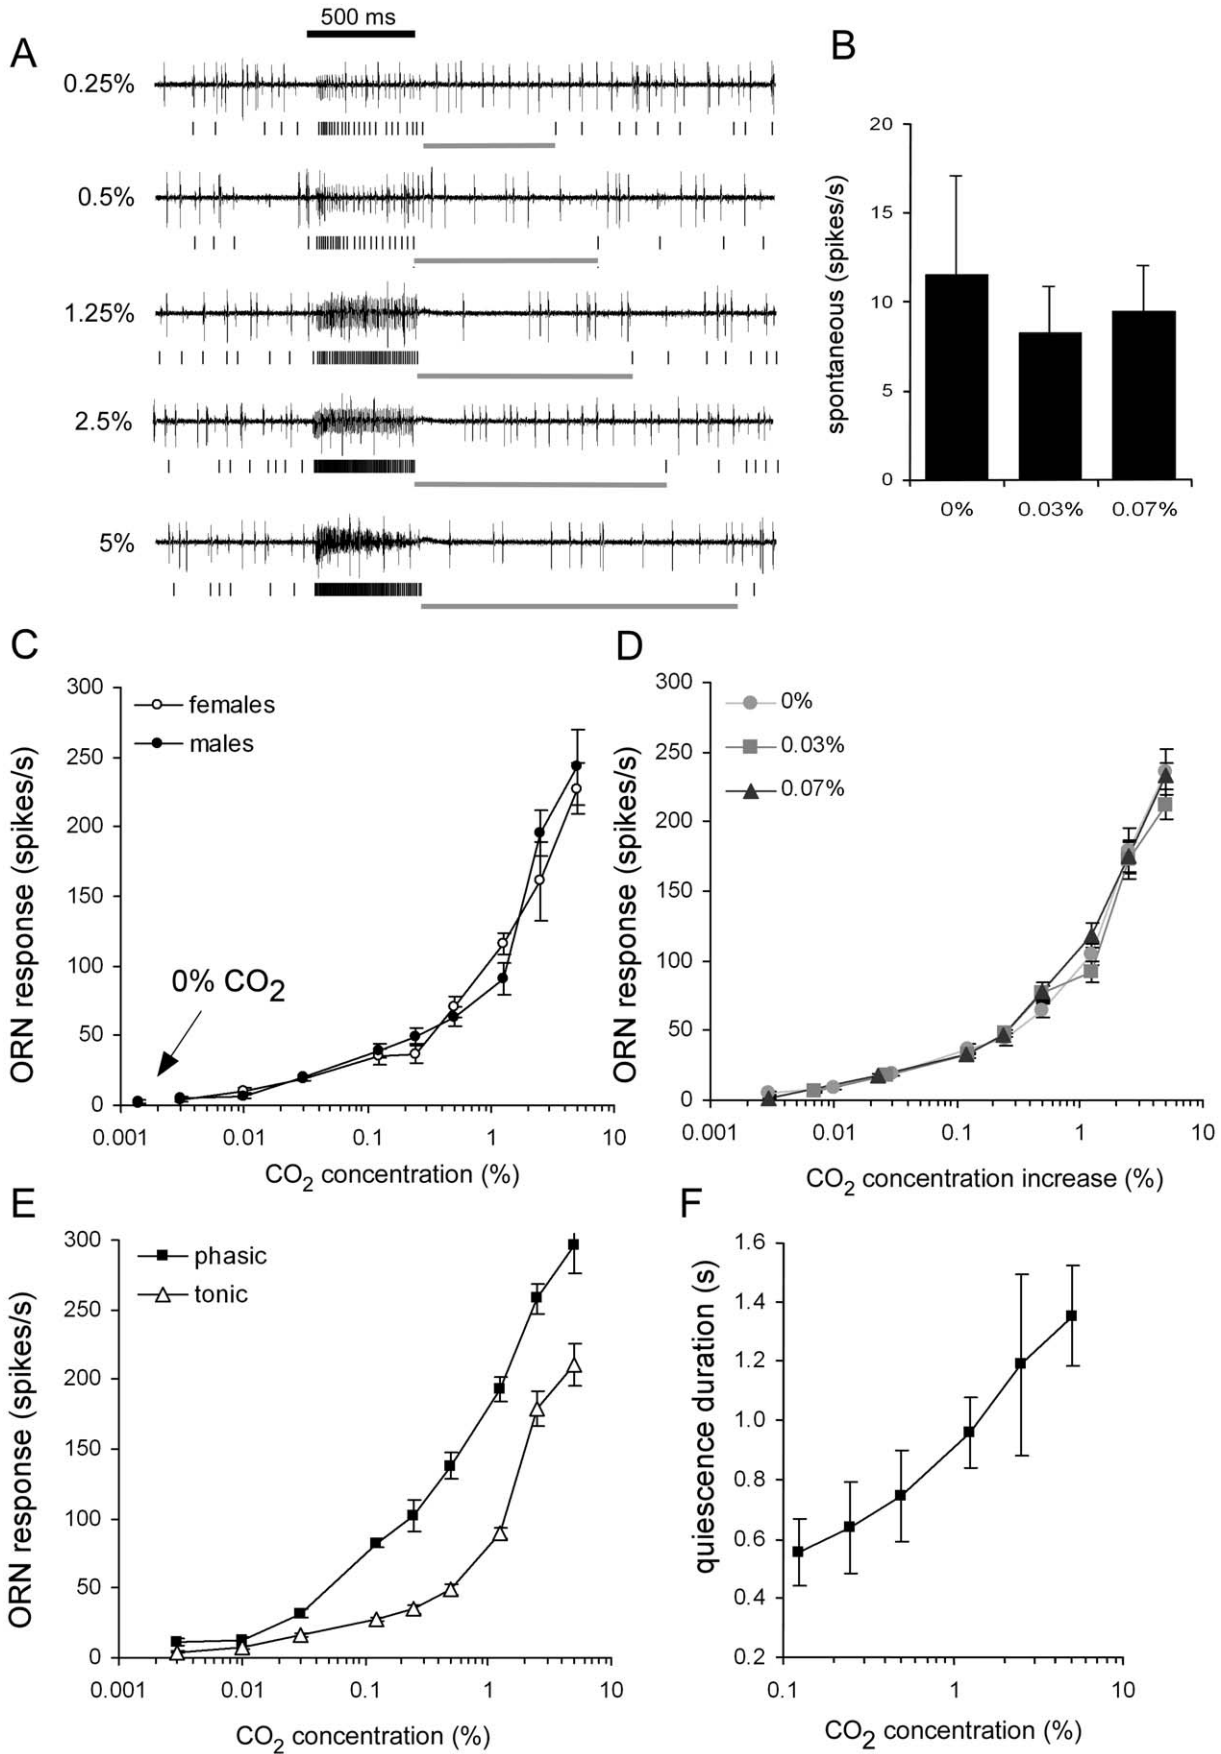 500 ms
A
0.25%
0.5%
1.25%
2.5%
5%
B
spontaneous (spikes/s)
20
15
10
5
0
0% 0.03% 0.07%
C
ORN response (spikes/s)
300
250
200
150
100
50
0
females
males
0% CO2
0.001 0.01 0.1 1 10
CO2 concentration (%)
D
ORN response (spikes/s)
300
250
200
150
100
50
0
0%
0.03%
0.07%
0.001 0.01 0.1 1 10
CO2 concentration increase (%)
E
ORN response (spikes/s)
300
250
200
150
100
50
0
phasic
tonic
0.001 0.01 0.1 1 10
CO2 concentration (%)
F
quiescence duration (s)
1.6
1.4
1.2
1.0
0.8
0.6
0.4
0.2
0.1 1 10
CO2 concentration (%)